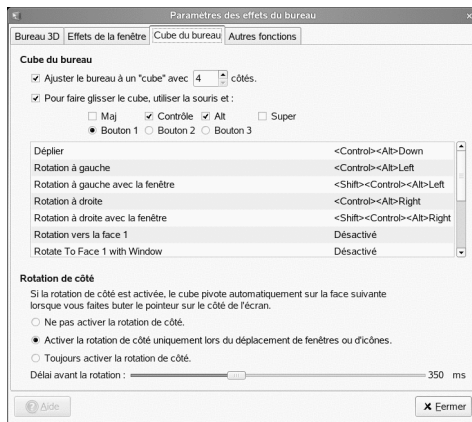 Paramètres des effets du bureau
Bureau 3D Effets de la fenêtre Cube du bureau Autres fonctions
Cube du bureau
Ajuster le bureau à un "cube" avec 4 côtés.
Pour faire glisser le cube, utiliser la souris et :
Maj Contrôle Alt Super
Bouton 1 Bouton 2 Bouton 3
Déplier <Control><Alt>Down
Rotation à gauche <Control><Alt>Left
Rotation à gauche avec la fenêtre <Shift><Control><Alt>Left
Rotation à droite <Control><Alt>Right
Rotation à droite avec la fenêtre <Shift><Control><Alt>Right
Rotation vers la face 1 Désactivé
Rotate To Face 1 with Window Désactivé
Rotation de côté
Si la rotation de côté est activée, le cube pivote automatiquement sur la face suivante
lorsque vous faites buter le pointeur sur le côté de l'écran.
Ne pas activer la rotation de côté.
Activer la rotation de côté uniquement lors du déplacement de fenêtres ou d'icônes.
Toujours activer la rotation de côté.
Délai avant la rotation : 350 ms
Aide Fermer